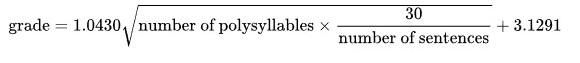 grade = 1.0430√(number of polysyllables × 30/number of sentences) + 3.1291